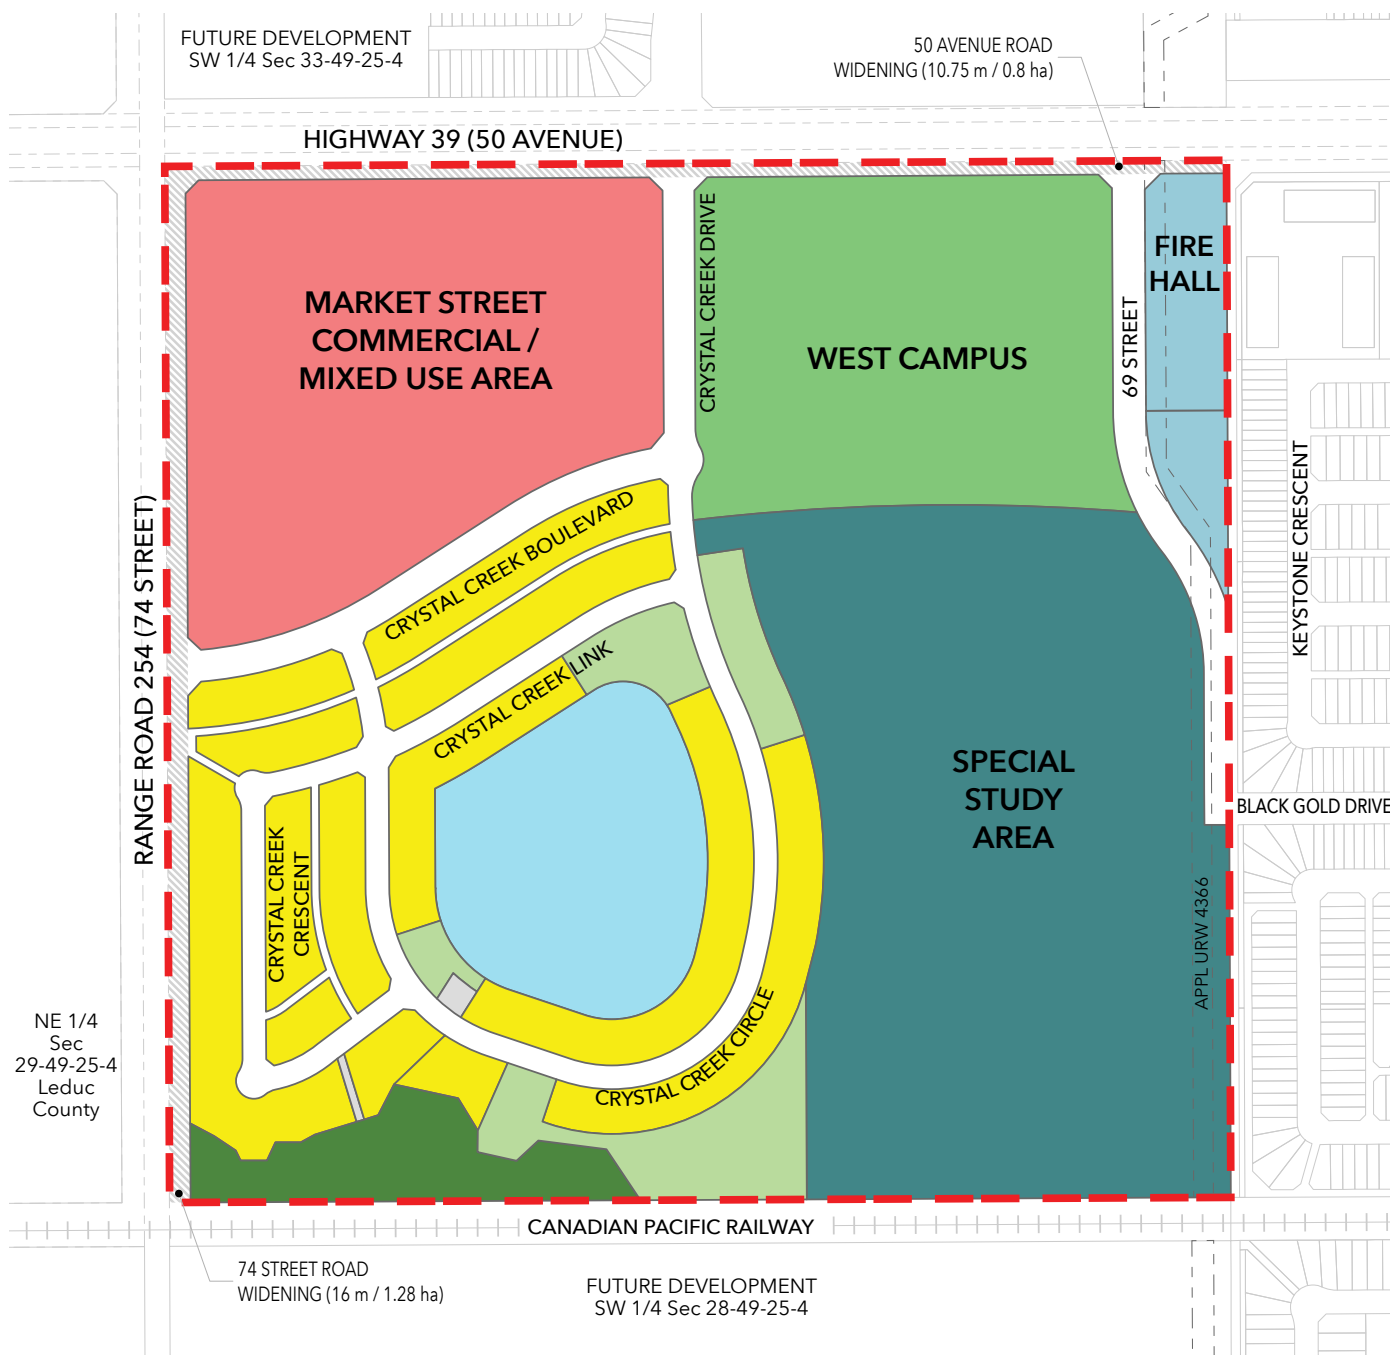 FUTURE DEVELOPMENT
SW 1/4 Sec 33-49-25-4
50 AVENUE ROAD
WIDENING (10.75 m / 0.8 ha)
HIGHWAY 39 (50 AVENUE)
MARKET STREET
COMMERCIAL /
MIXED USE AREA
CRYSTAL CREEK DRIVE
WEST CAMPUS
69 STREET
FIRE
HALL
KEYSTONE CRESCENT
RANGE ROAD 254 (74 STREET)
CRYSTAL CREEK BOULEVARD
CRYSTAL CREEK LINK
SPECIAL
STUDY
AREA
BLACK GOLD DRIVE
CRYSTAL CREEK
CRESCENT
APPL URW 4366
CRYSTAL CREEK CIRCLE
NE 1/4
Sec
29-49-25-4
Leduc
County
CANADIAN PACIFIC RAILWAY
74 STREET ROAD
WIDENING (16 m / 1.28 ha)
FUTURE DEVELOPMENT
SW 1/4 Sec 28-49-25-4